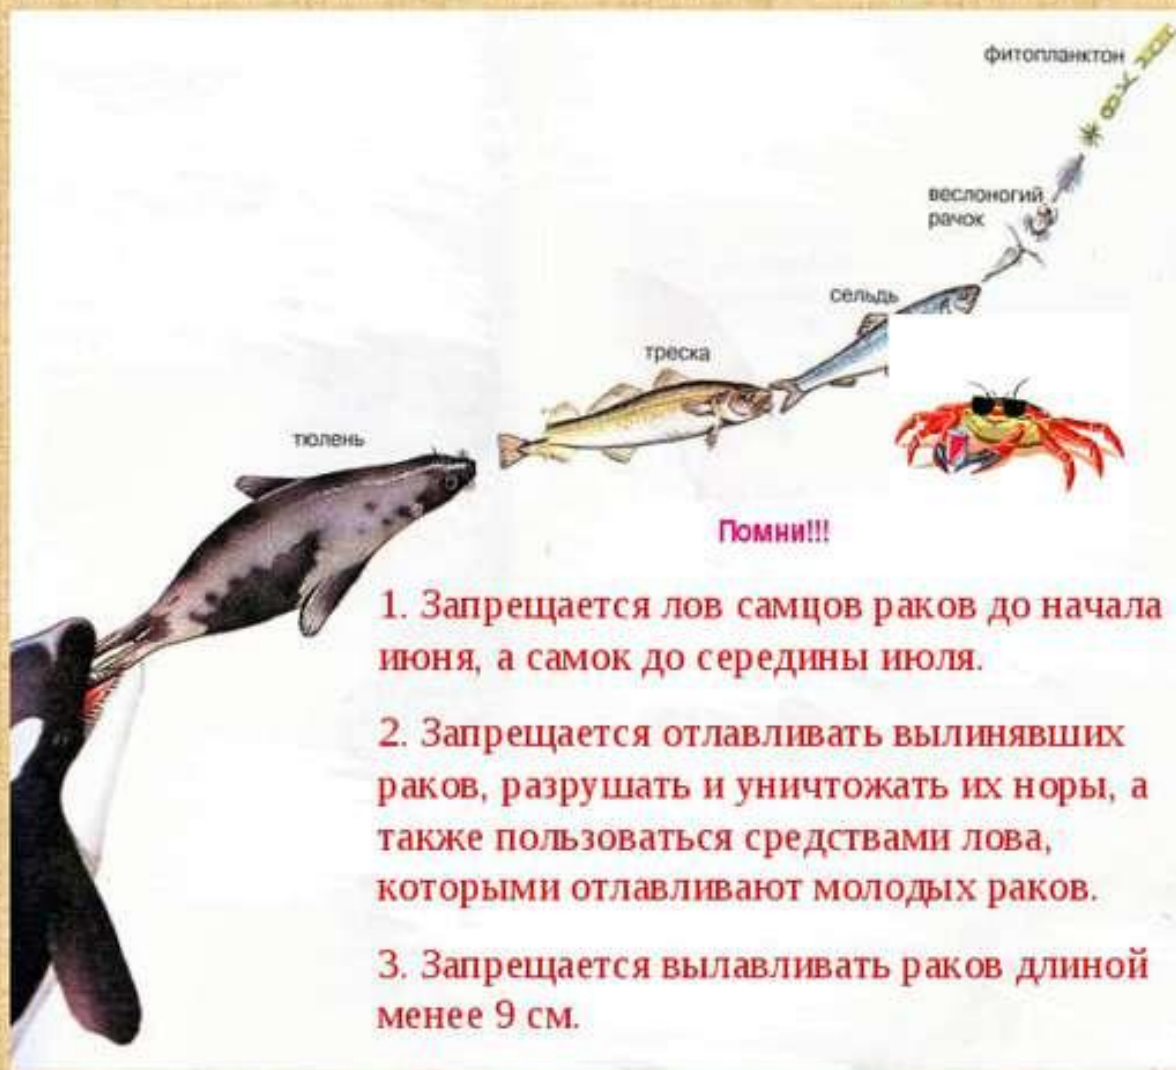 фитопланктон
веслоногий
рачок
сельдь
треска
тюлень
Помни!!!
1. Запрещается лов самцов раков до начала
июня, а самок до середины июля.
2. Запрещается отлавливать вылинявших
раков, разрушать и уничтожать их норы, а
также пользоваться средствами лова,
которыми отлавливают молодых раков.
3. Запрещается вылавливать раков длиной
менее 9 см.